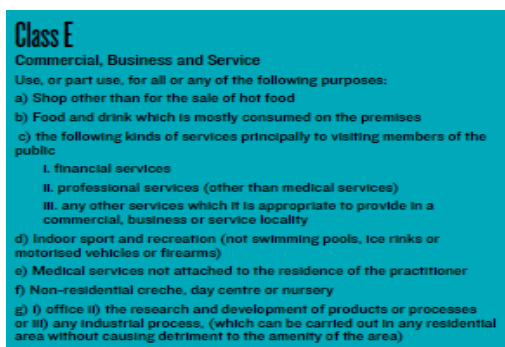 Class E
Commercial, Business and Service
Use, or part use, for all or any of the following purposes:
a) Shop other than for the sale of hot food
b) Food and drink which is mostly consumed on the premises
c) the following kinds of services principally to visiting members of the
public
I. financial services
II. professional services (other than medical services)
III. any other services which it is appropriate to provide in a
commercial, business or service locality
d) Indoor sport and recreation (not swimming pools, ice rinks or
motorised vehicles or firearms)
e) Medical services not attached to the residence of the practitioner
f) Non-residential creche, day centre or nursery
g) i) office ii) the research and development of products or processes
or iii) any industrial process, (which can be carried out in any residential
area without causing detriment to the amenity of the area)